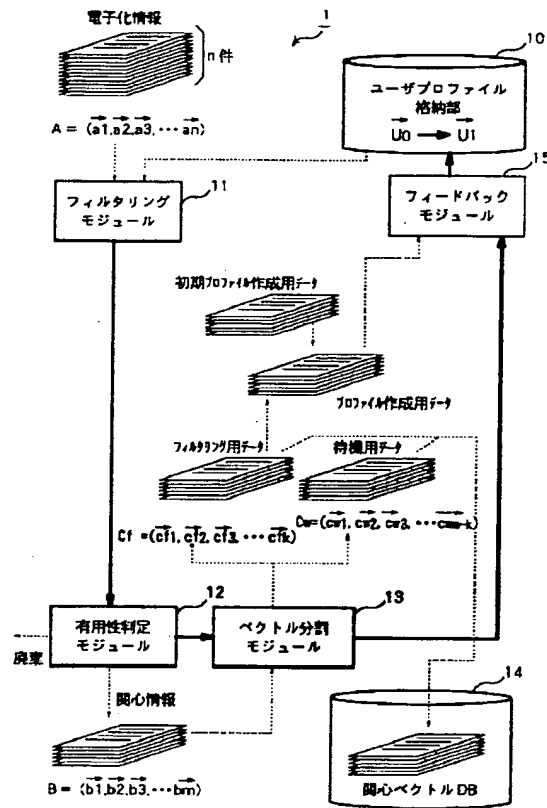 電子化情報
1
n件
10
ユーザプロファイル
格納部
U0 → U1
A = (a1,a2,a3,···an)
11
フィルタリング
モジュール
15
フィードバック
モジュール
初期プロファイル作成用データ
プロファイル作成用データ
フィルタリング用データ
待機用データ
Cf =(cf1, cf2, cf3, ···cfk)
Cw=(cw1, cw2, cw3, ···cwm-k)
12
有用性判定
モジュール
13
ベクトル分割
モジュール
廃棄
関心情報
14
関心ベクトルDB
B = (b1,b2,b3,···bm)